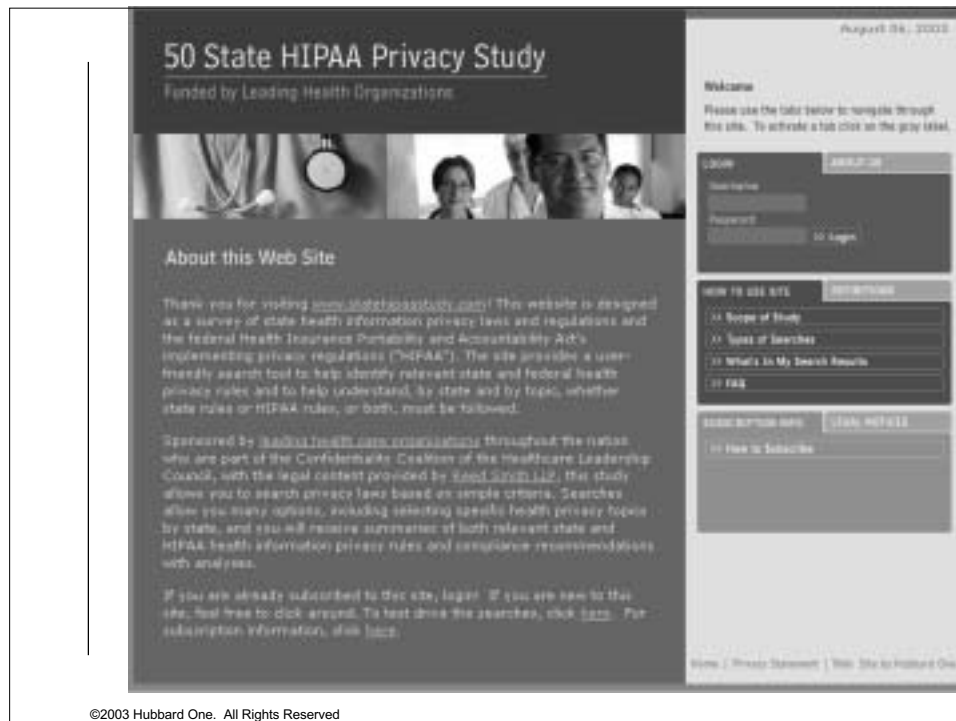 August 06, 2003
50 State HIPAA Privacy Study
Funded by Leading Health Organizations
Welcome
Please use the tabs below to navigate through
this site. To activate a tab click on the gray label.
LOGIN
ABOUT US
Username
Password
>> Login
About this Web Site
Thank you for visiting www.statehipaastudy.com! This website is designed
as a survey of state health information privacy laws and regulations and
the federal Health Insurance Portability and Accountability Act's
implementing privacy regulations ("HIPAA"). The site provides a user-
friendly search tool to help identify relevant state and federal health
privacy rules and to help understand, by state and by topic, whether
state rules or HIPAA rules, or both, must be followed.
Sponsored by leading health care organizations throughout the nation
who are part of the Confidentiality Coalition of the Healthcare Leadership
Council, with the legal content provided by Reed Smith LLP, this study
allows you to search privacy laws based on simple criteria. Searches
allow you many options, including selecting specific health privacy topics
by state, and you will receive summaries of both relevant state and
HIPAA health information privacy rules and compliance recommendations
with analyses.
If you are already subscribed to this site, login! If you are new to this
site, feel free to click around. To test drive the searches, click here. For
subscription information, click here.
HOW TO USE SITE
DEFINITIONS
>> Scope of Study
>> Types of Searches
>> What's In My Search Results
>> FAQ
SUBSCRIPTION INFO
LEGAL NOTICES
>> How to Subscribe
Home | Privacy Statement | Web Site by Hubbard One
©2003 Hubbard One. All Rights Reserved